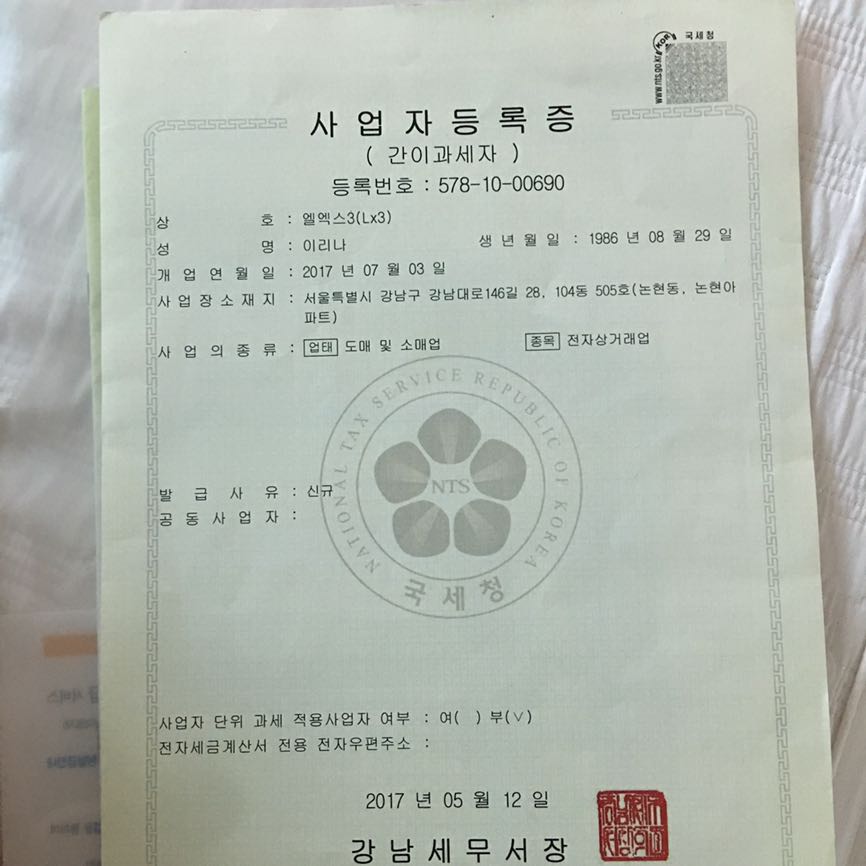 국세청
사업자등록증
( 간이과세자 )
등록번호 : 578-10-00690
상 호 : 엘엑스3(Lx3)
성 명 : 이리나 생 년 월 일 : 1986 년 08 월 29 일
개 업 연 월 일 : 2017 년 07 월 03 일
사 업 장 소 재 지 : 서울특별시 강남구 강남대로146길 28, 104동 505호(논현동, 논현아
파트)
사 업 의 종 류 : 업태 도매 및 소매업 종목 전자상거래업
NATIONAL TAX SERVICE REPUBLIC OF KOREA
NTS
국세청
발 급 사 유 : 신규
공 동 사 업 자 :
사업자 단위 과세 적용사업자 여부 : 여( ) 부(∨)
전자세금계산서 전용 전자우편주소 :
2017 년 05 월 12 일
강남세무서장